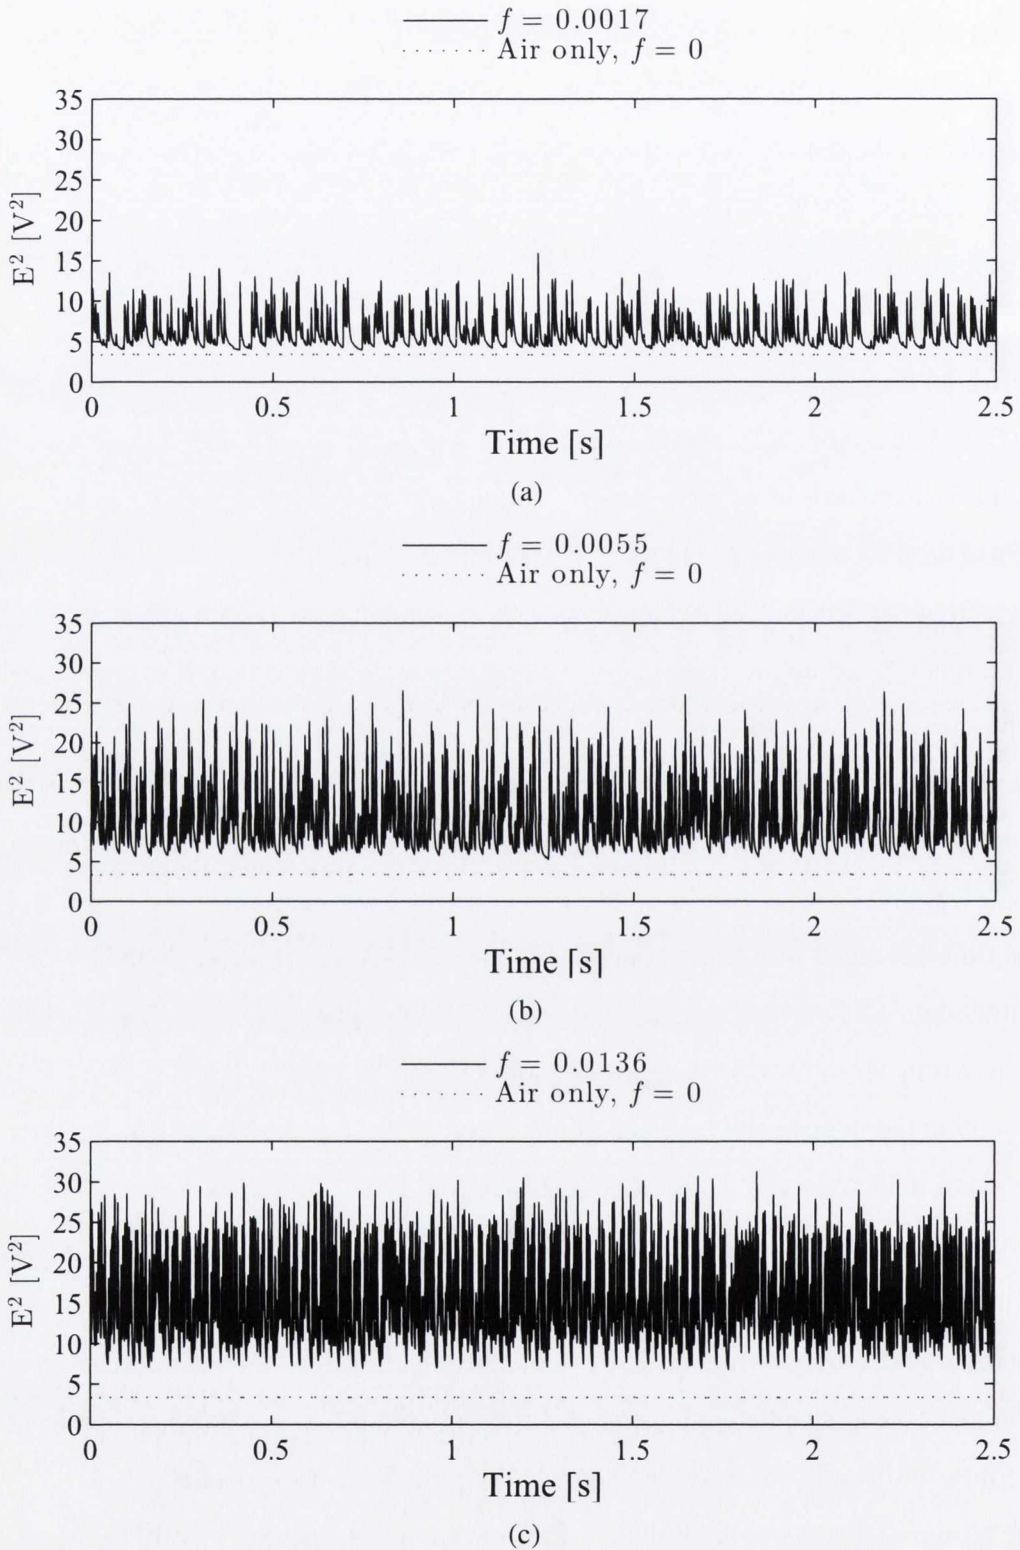 f = 0.0017
Air only, f = 0
35
30
25
20
15
10
5
0
E² [V²]
0 0.5 1 1.5 2 2.5
Time [s]
(a)
f = 0.0055
Air only, f = 0
35
30
25
20
15
10
5
0
E² [V²]
0 0.5 1 1.5 2 2.5
Time [s]
(b)
f = 0.0136
Air only, f = 0
35
30
25
20
15
10
5
0
E² [V²]
0 0.5 1 1.5 2 2.5
Time [s]
(c)